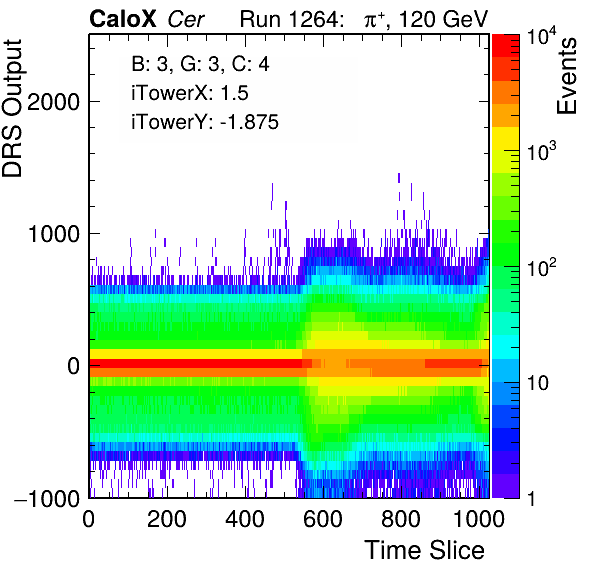 CaloX Cer Run 1264: π⁺, 120 GeV
B: 3, G: 3, C: 4
iTowerX: 1.5
iTowerY: -1.875
DRS Output
2000
1000
0
−1000
0 200 400 600 800 1000
Time Slice
Events
10⁴
10³
10²
10
1